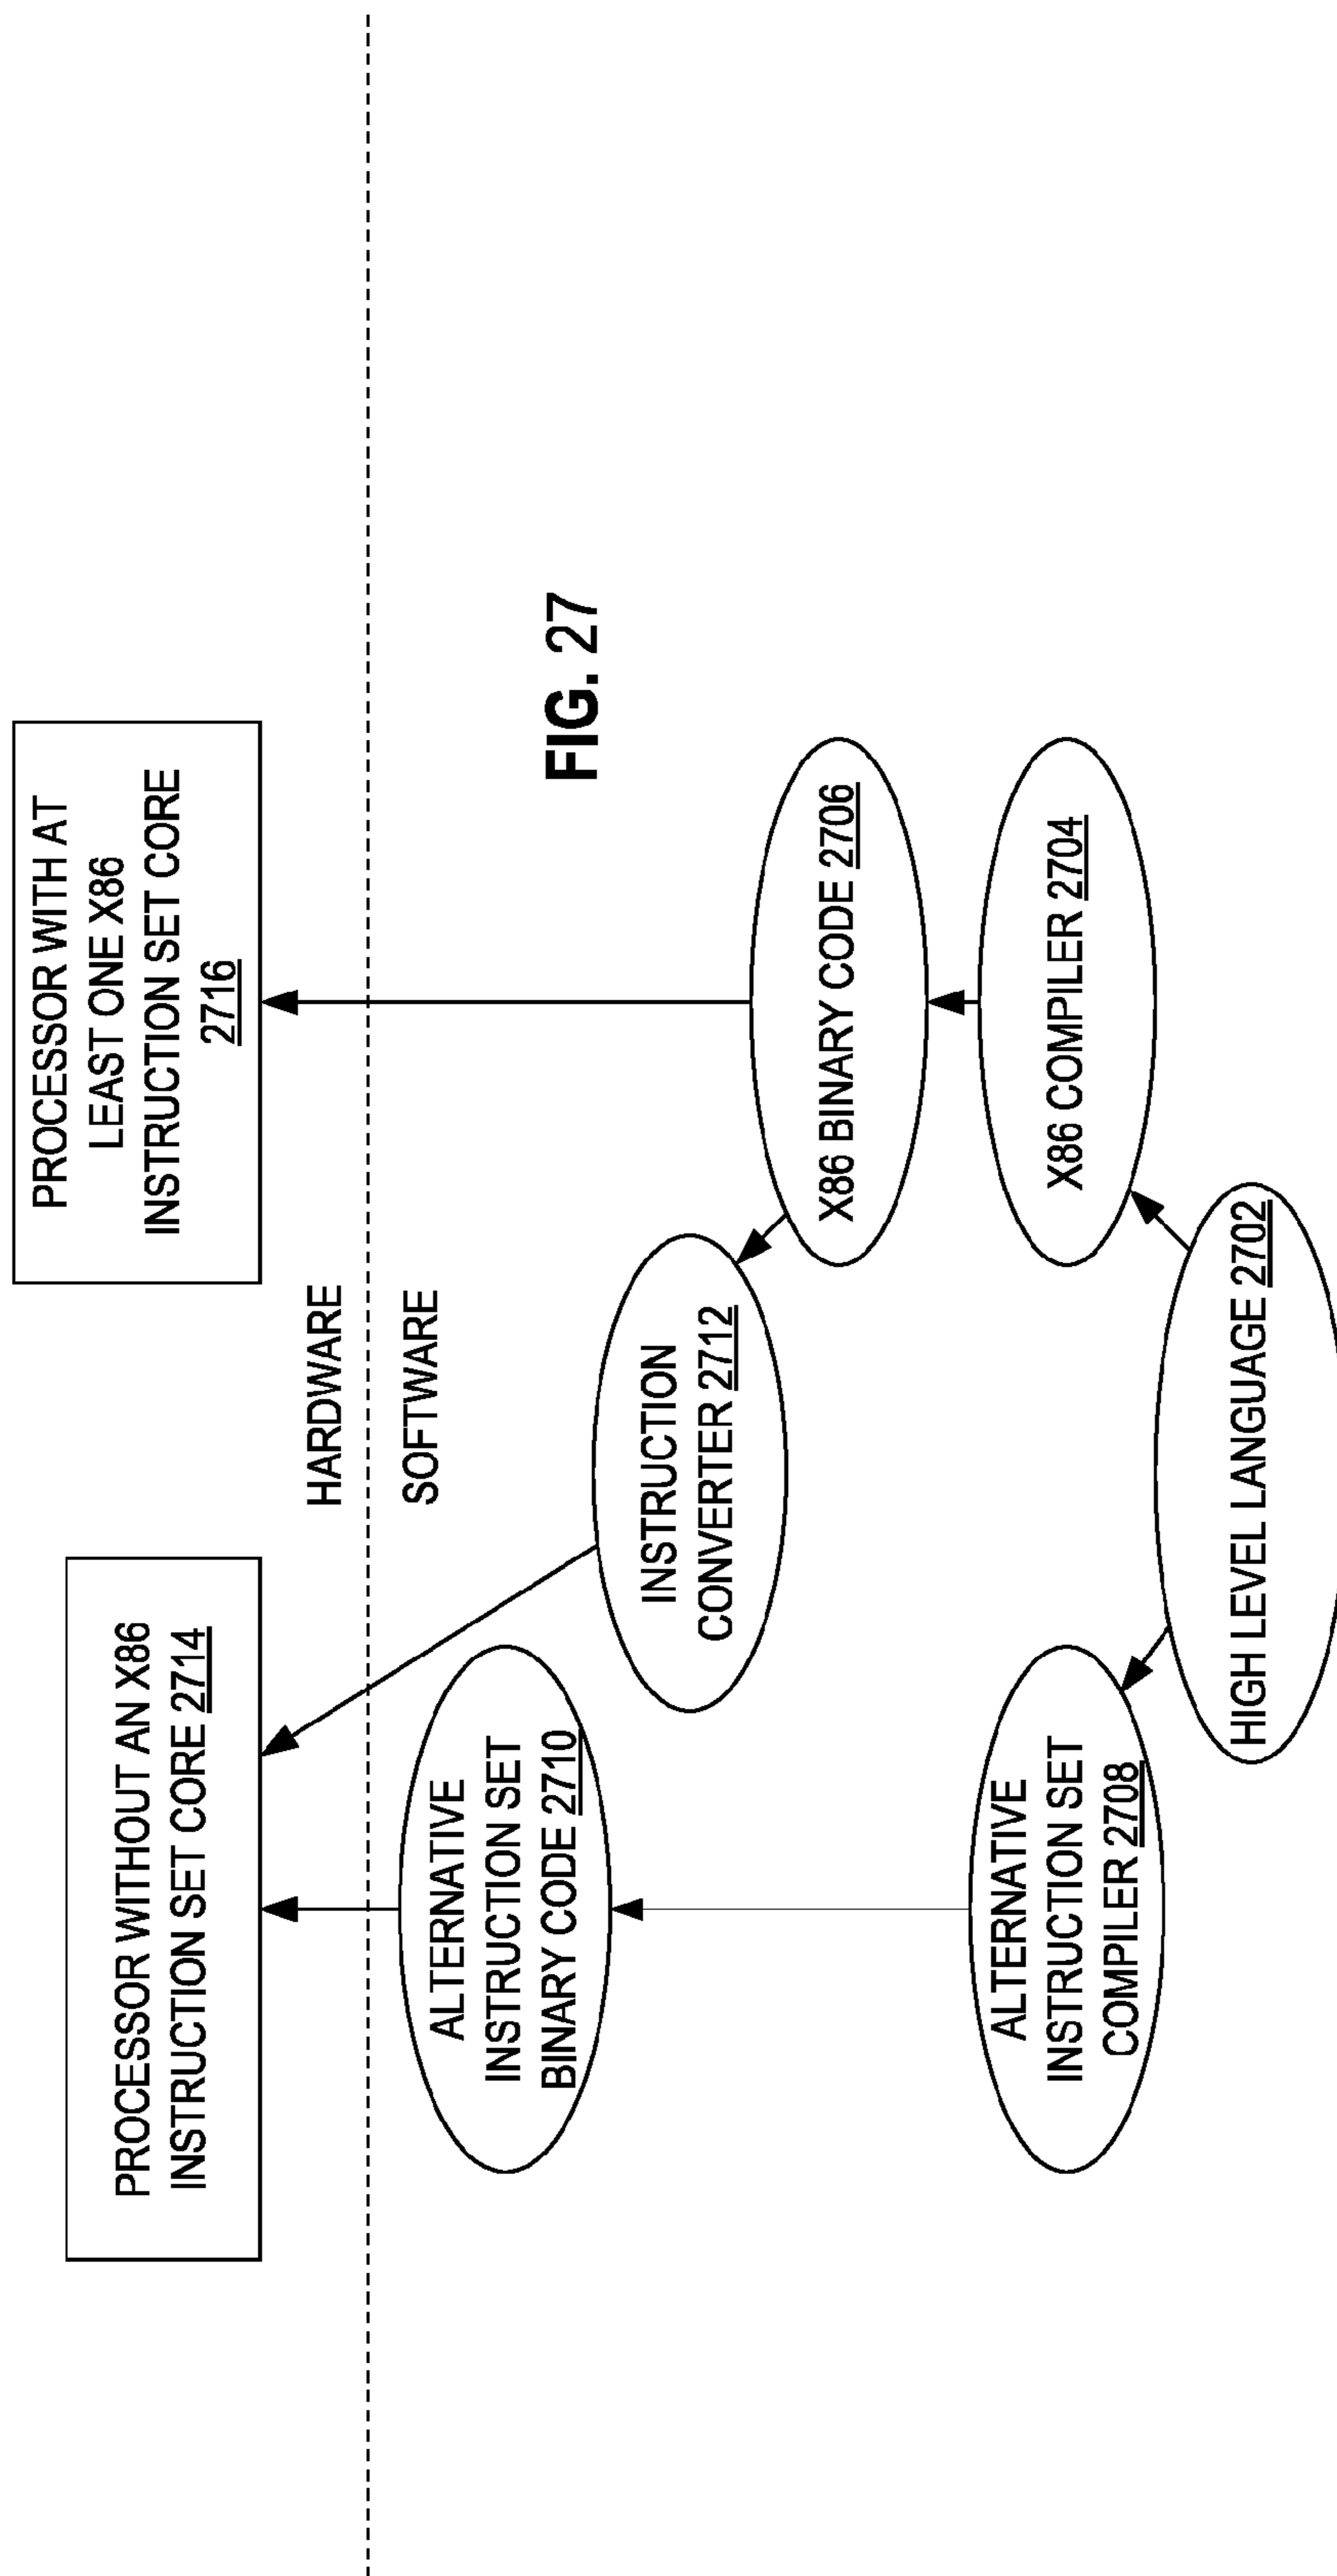 PROCESSOR WITHOUT AN X86
INSTRUCTION SET CORE 2714
PROCESSOR WITH AT
LEAST ONE X86
INSTRUCTION SET CORE
2716
HARDWARE
SOFTWARE
ALTERNATIVE
INSTRUCTION SET
BINARY CODE 2710
INSTRUCTION
CONVERTER 2712
FIG. 27
X86 BINARY CODE 2706
ALTERNATIVE
INSTRUCTION SET
COMPILER 2708
X86 COMPILER 2704
HIGH LEVEL LANGUAGE 2702